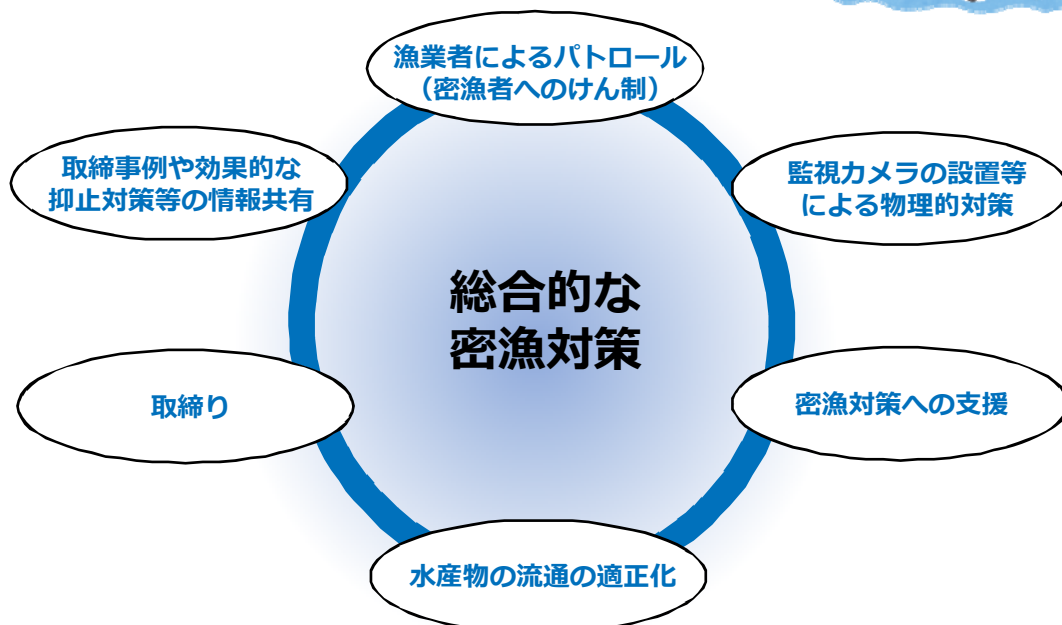 漁業者によるパトロール
（密漁者へのけん制）
取締事例や効果的な
抑止対策等の情報共有
監視カメラの設置等
による物理的対策
総合的な
密漁対策
取締り
密漁対策への支援
水産物の流通の適正化